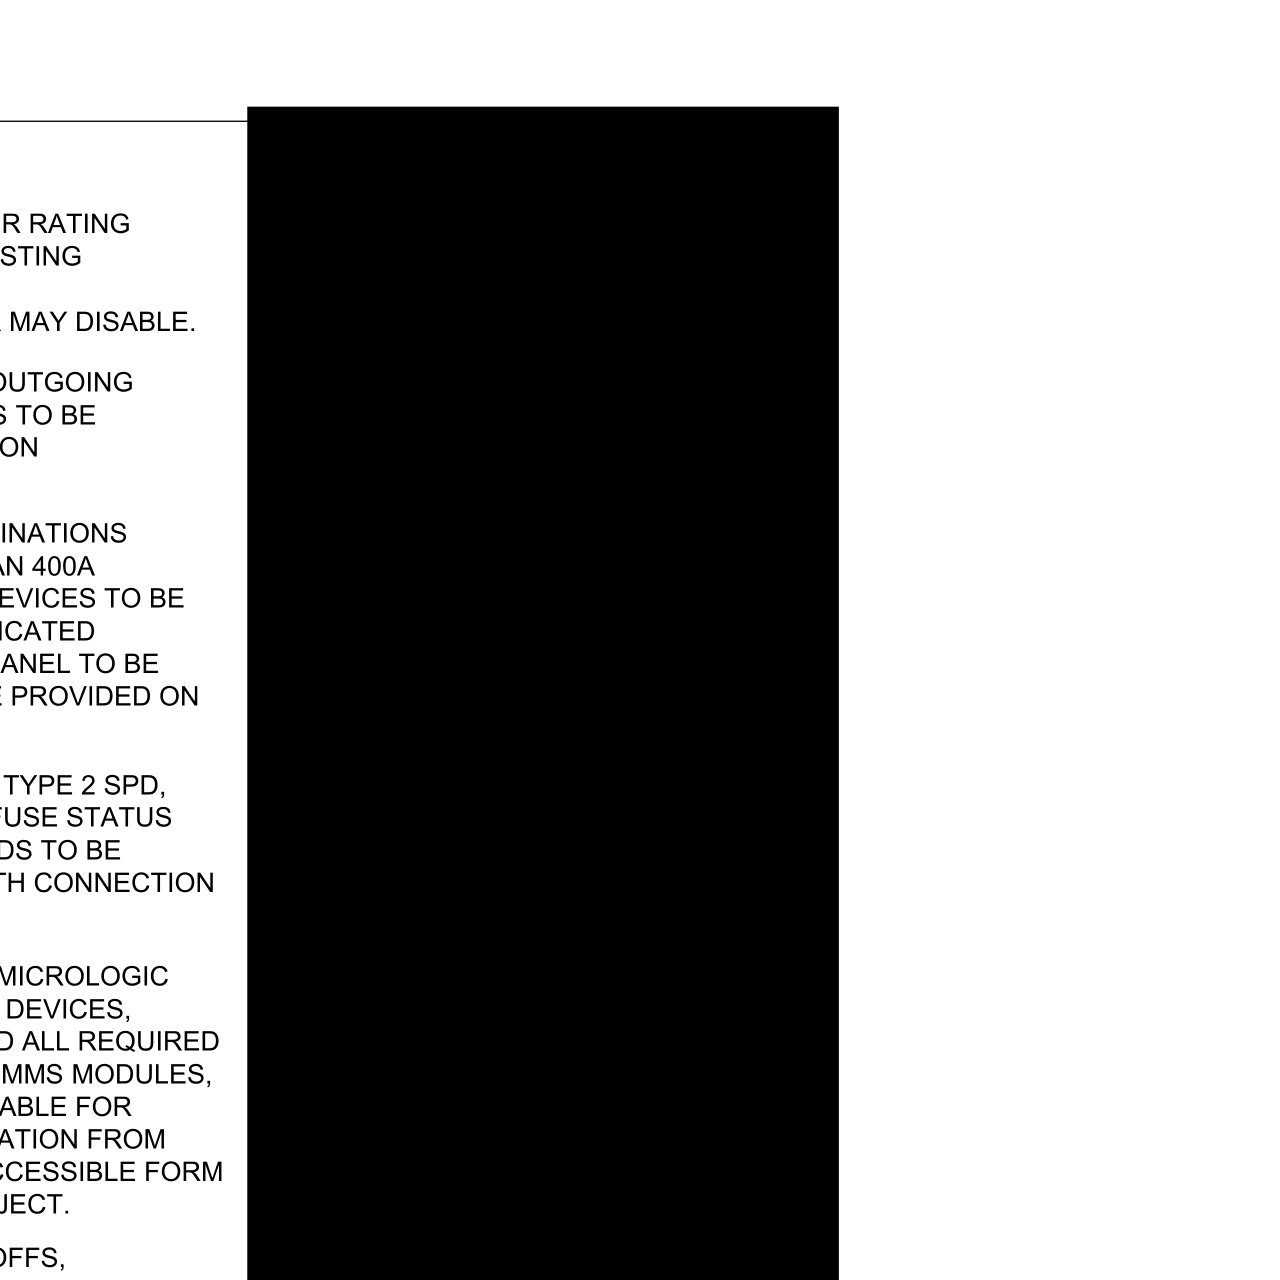 R RATING
STING
MAY DISABLE.
OUTGOING
S TO BE
ON
INATIONS
AN 400A
EVICES TO BE
ICATED
ANEL TO BE
E PROVIDED ON
TYPE 2 SPD,
FUSE STATUS
DS TO BE
TH CONNECTION
MICROLOGIC
DEVICES,
D ALL REQUIRED
MMS MODULES,
ABLE FOR
ATION FROM
CCESSIBLE FORM
JECT.
OFFS,